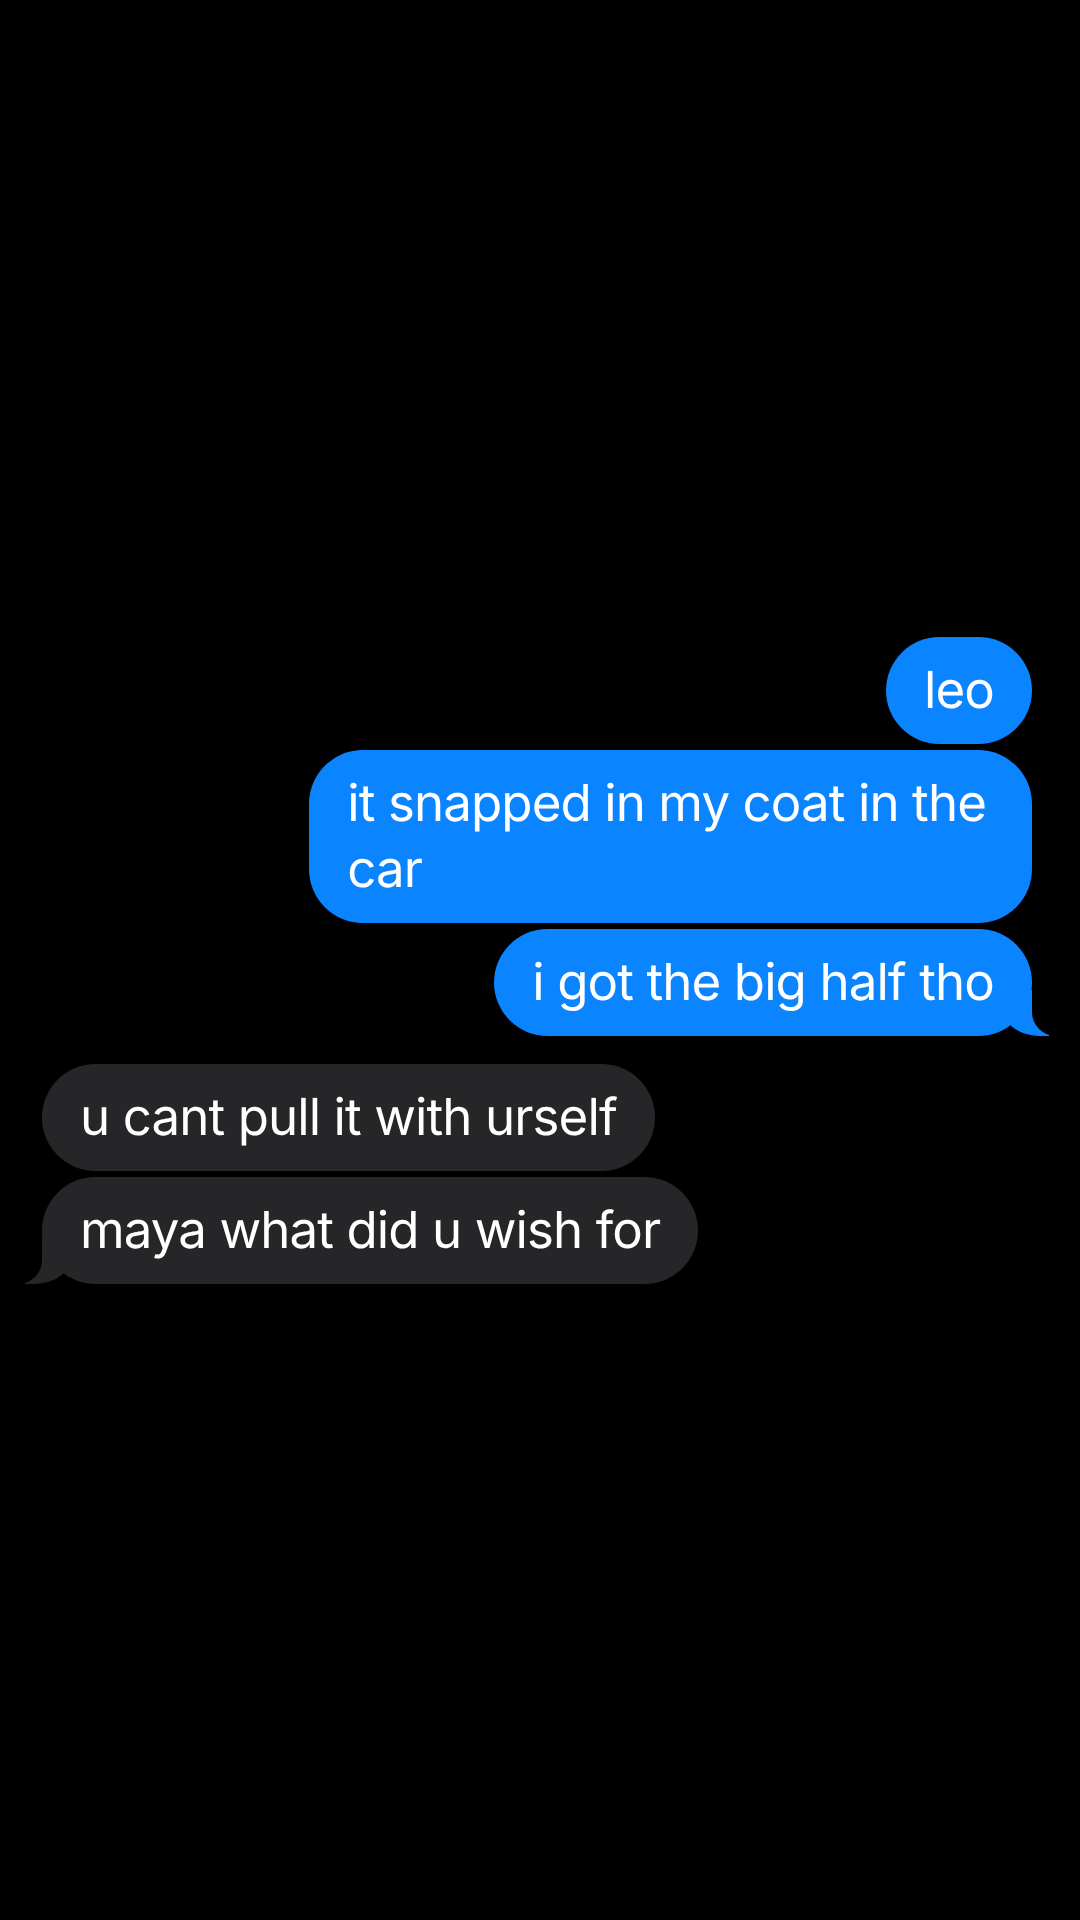 leo
it snapped in my coat in the
car
i got the big half tho
u cant pull it with urself
maya what did u wish for